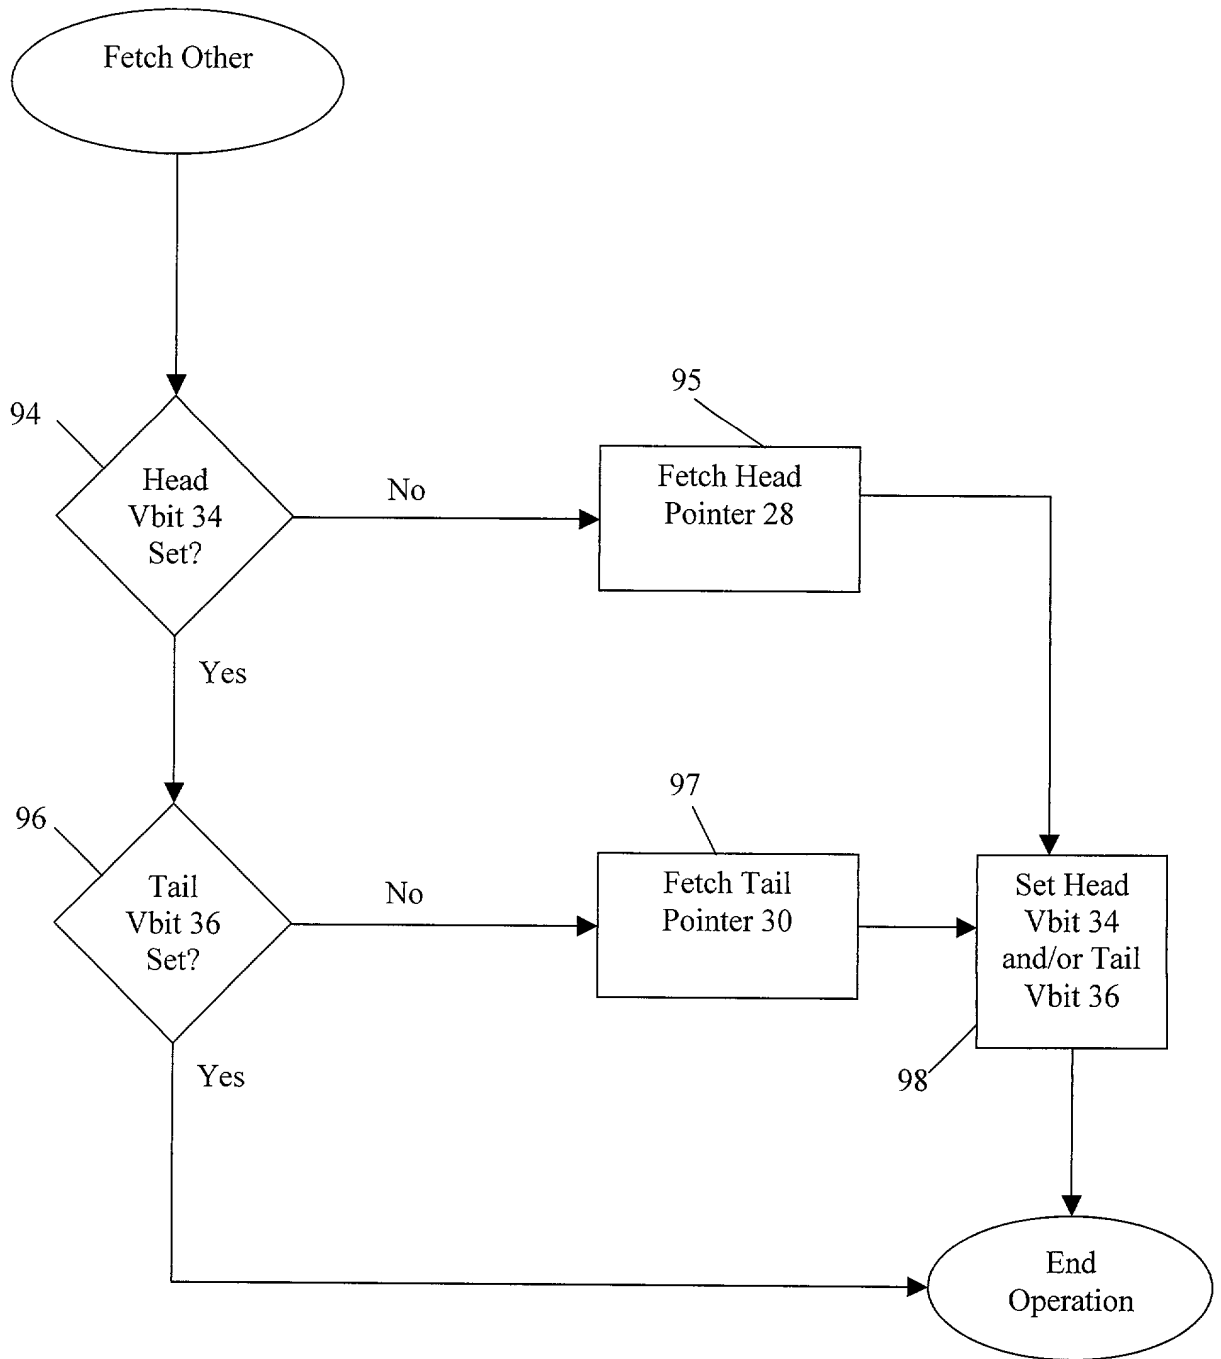 Fetch Other
94
Head
Vbit 34
Set?
No
95
Fetch Head
Pointer 28
Yes
96
Tail
Vbit 36
Set?
No
97
Fetch Tail
Pointer 30
Set Head
Vbit 34
and/or Tail
Vbit 36
98
Yes
End
Operation